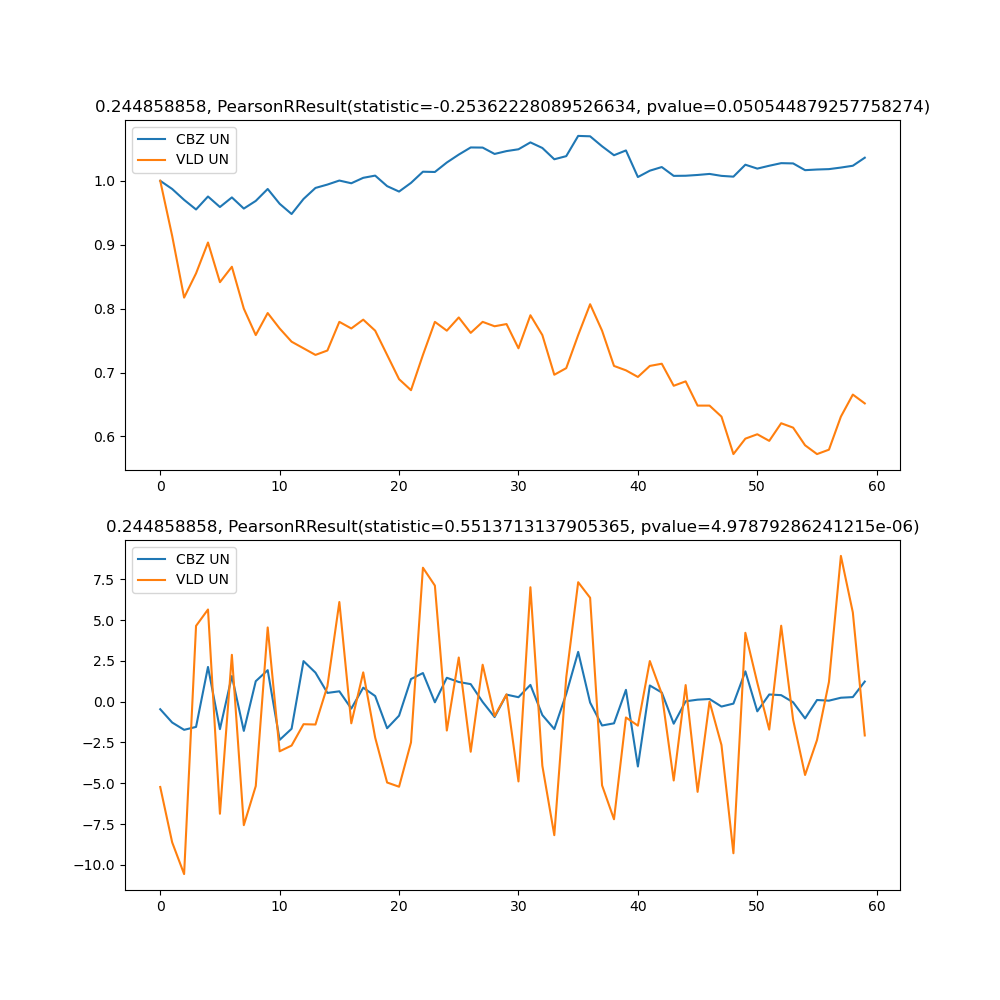 0.244858858, PearsonRResult(statistic=-0.25362228089526634, pvalue=0.050544879257758274)
CBZ UN
VLD UN
1.0
0.9
0.8
0.7
0.6
0 10 20 30 40 50 60
0.244858858, PearsonRResult(statistic=0.5513713137905365, pvalue=4.97879286241215e-06)
CBZ UN
VLD UN
7.5
5.0
2.5
0.0
−2.5
−5.0
−7.5
−10.0
0 10 20 30 40 50 60